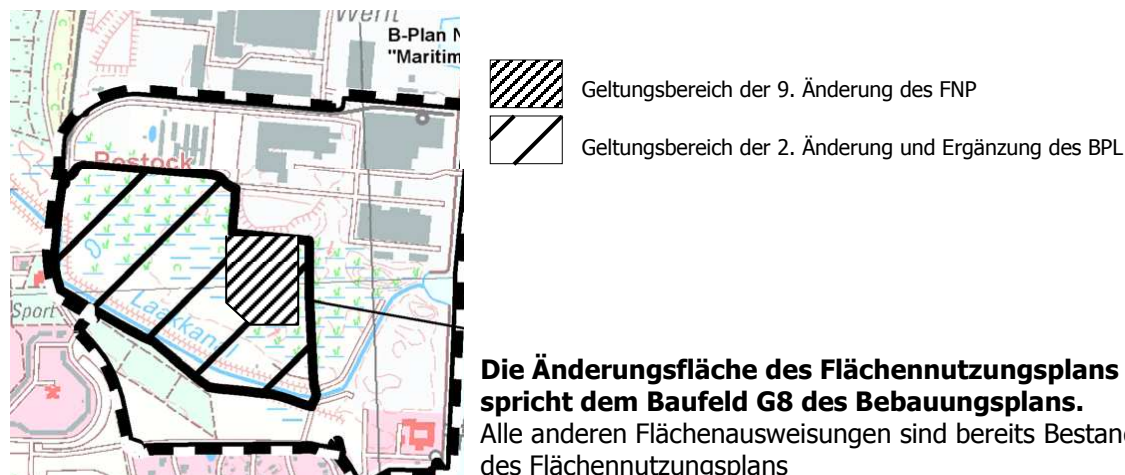 Werft
B-Plan N
"Maritim
Rostock
Laakkanal
Sport
Geltungsbereich der 9. Änderung des FNP
Geltungsbereich der 2. Änderung und Ergänzung des BPL
Die Änderungsfläche des Flächennutzungsplans
spricht dem Baufeld G8 des Bebauungsplans.
Alle anderen Flächenausweisungen sind bereits Bestan
des Flächennutzungsplans